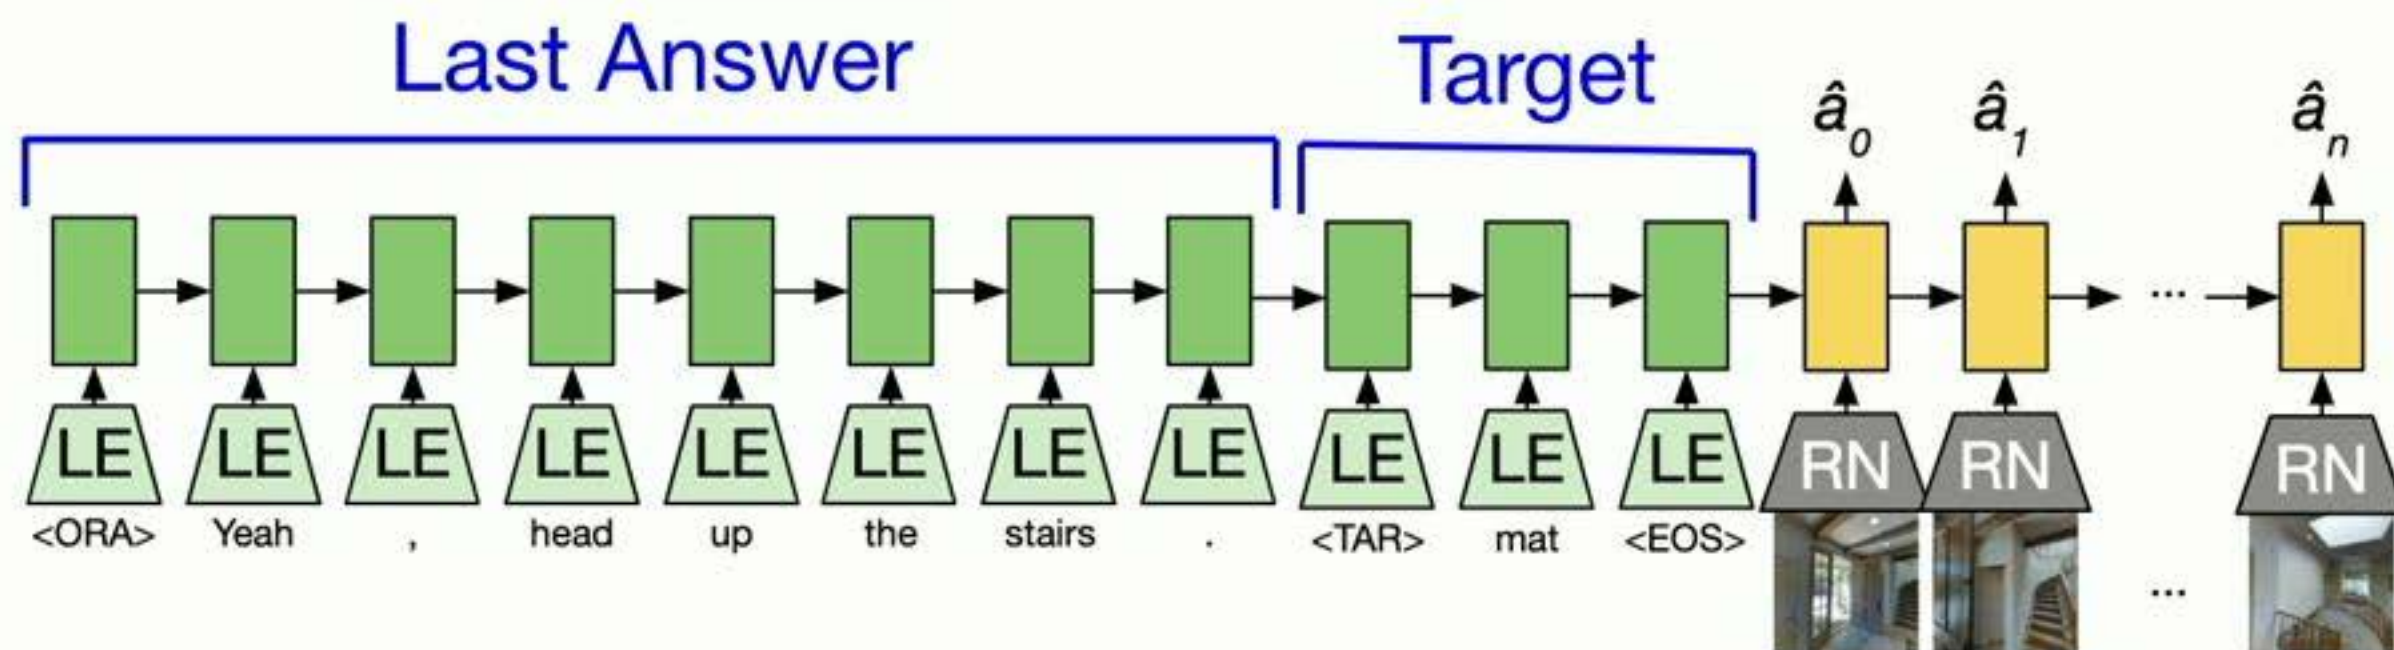 Last Answer Target
â0 â1 ân
...
LE LE LE LE LE LE LE LE LE LE LE RN RN RN
<ORA> Yeah , head up the stairs . <TAR> mat <EOS>
...